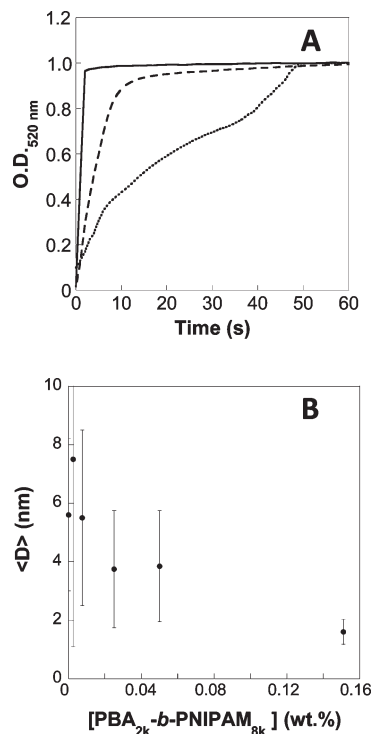 1.2
A
1.0
0.8
0.6
0.4
0.2
0
0 10 20 30 40 50 60
O.D.520 nm
Time (s)
10
B
8
6
4
2
0
0 0.04 0.08 0.12 0.16
<D> (nm)
[PBA2k-b-PNIPAM8k ] (wt.%)